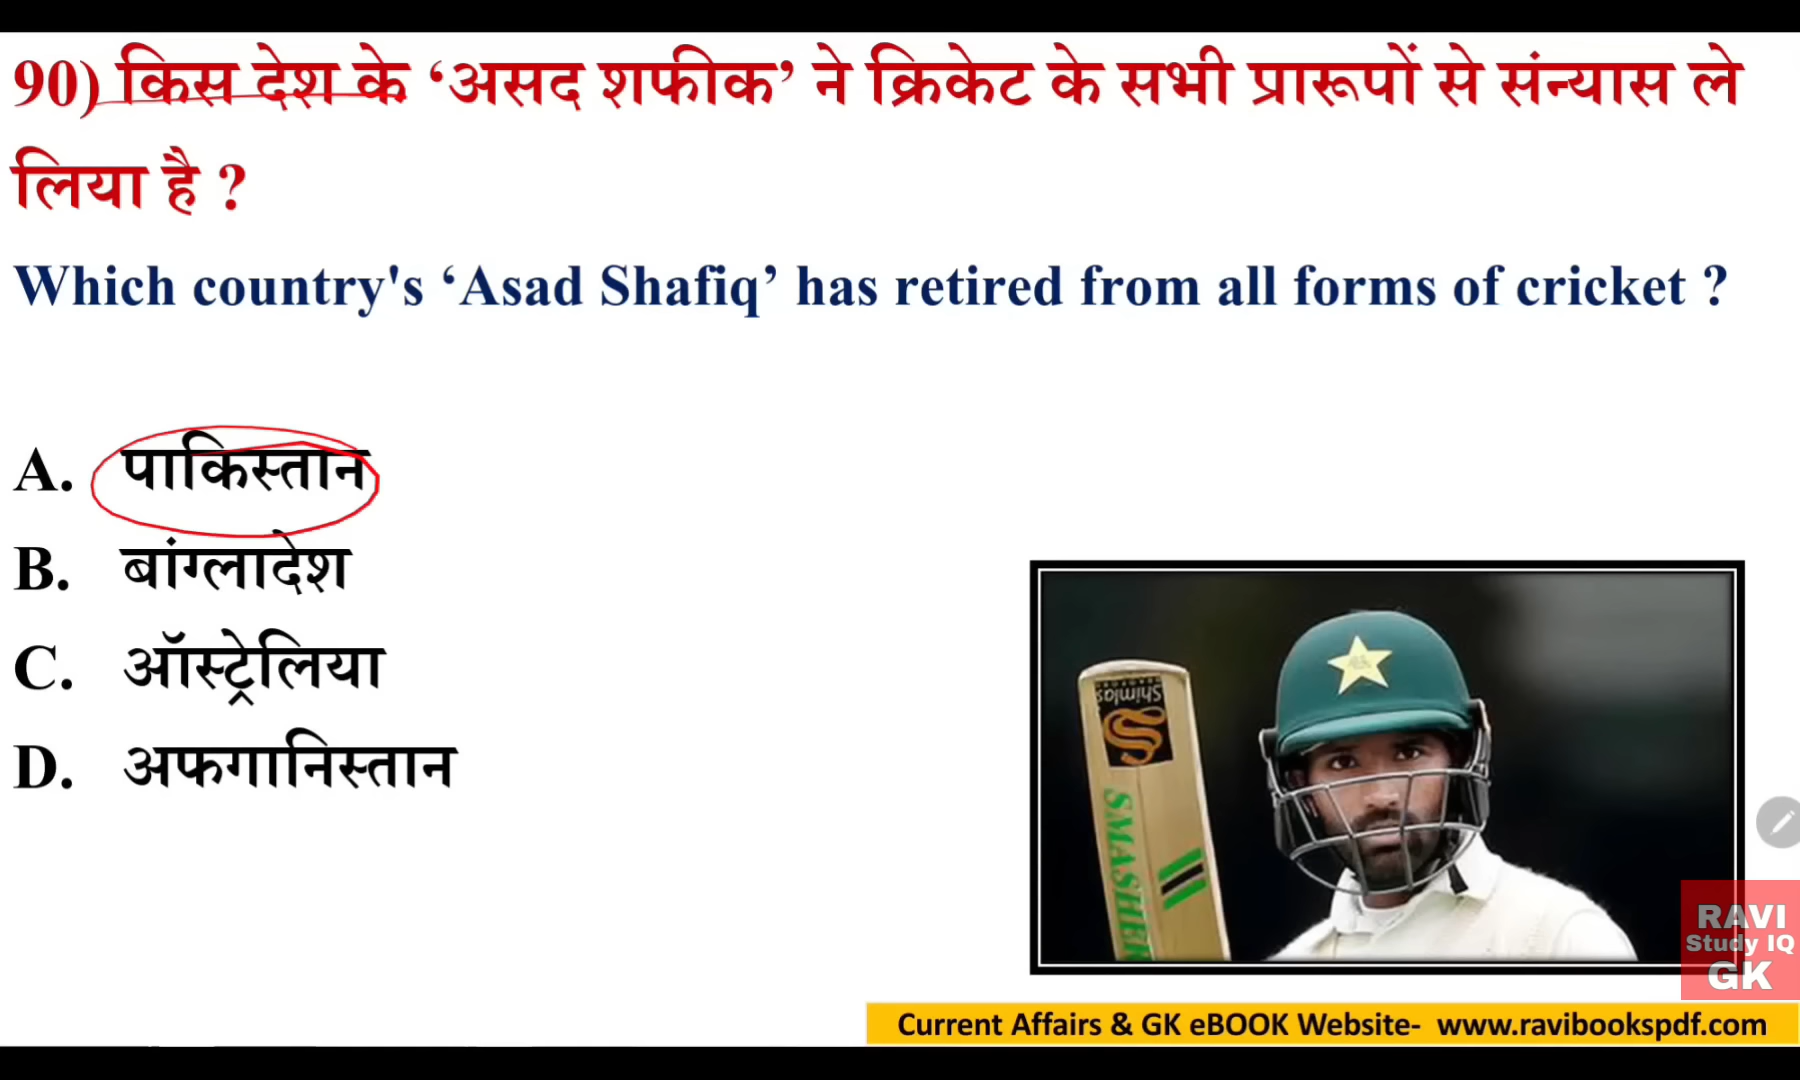 90) किस देश के ‘असद शफीक’ ने क्रिकेट के सभी प्रारूपों से संन्यास ले
लिया है ?
Which country's ‘Asad Shafiq’ has retired from all forms of cricket ?
A. पाकिस्तान
B. बांग्लादेश
C. ऑस्ट्रेलिया
D. अफगानिस्तान
Shimlas
SMASHER
RAVI
Study IQ
GK
Current Affairs & GK eBOOK Website- www.ravibookspdf.com